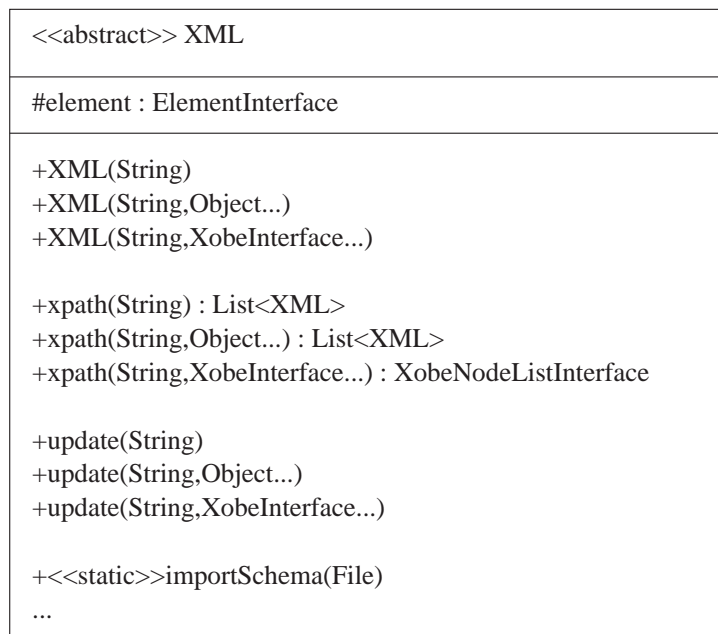 <<abstract>> XML
#element : ElementInterface
+XML(String)
+XML(String,Object...)
+XML(String,XobeInterface...)
+xpath(String) : List<XML>
+xpath(String,Object...) : List<XML>
+xpath(String,XobeInterface...) : XobeNodeListInterface
+update(String)
+update(String,Object...)
+update(String,XobeInterface...)
+<<static>>importSchema(File)
...